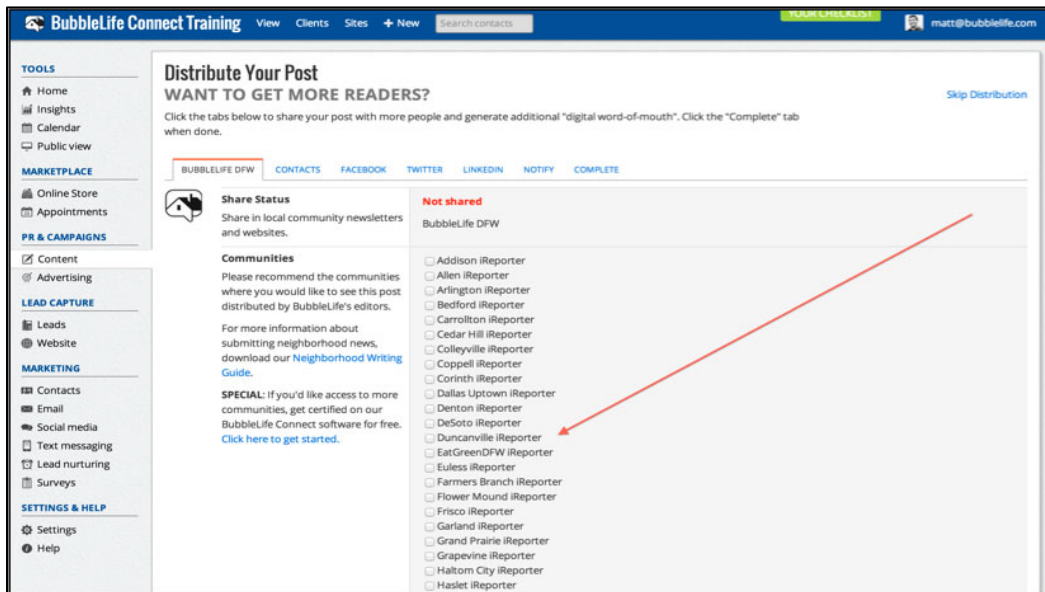 BubbleLife Connect Training View Clients Sites + New Search contacts YOUR CHECKLIST matt@bubblelife.com
TOOLS
Home
Insights
Calendar
Public view
MARKETPLACE
Online Store
Appointments
PR & CAMPAIGNS
Content
Advertising
LEAD CAPTURE
Leads
Website
MARKETING
Contacts
Email
Social media
Text messaging
Lead nurturing
Surveys
SETTINGS & HELP
Settings
Help
Distribute Your Post
WANT TO GET MORE READERS?
Skip Distribution
Click the tabs below to share your post with more people and generate additional "digital word-of-mouth". Click the "Complete" tab
when done.
BUBBLELIFE DFW CONTACTS FACEBOOK TWITTER LINKEDIN NOTIFY COMPLETE
Share Status
Share in local community newsletters
and websites.
Not shared
BubbleLife DFW
Communities
Please recommend the communities
where you would like to see this post
distributed by BubbleLife's editors.
For more information about
submitting neighborhood news,
download our Neighborhood Writing
Guide.
SPECIAL: If you'd like access to more
communities, get certified on our
BubbleLife Connect software for free.
Click here to get started.
Addison iReporter
Allen iReporter
Arlington iReporter
Bedford iReporter
Carrollton iReporter
Cedar Hill iReporter
Colleyville iReporter
Coppell iReporter
Corinth iReporter
Dallas Uptown iReporter
Denton iReporter
DeSoto iReporter
Duncanville iReporter
EatGreenDFW iReporter
Euless iReporter
Farmers Branch iReporter
Flower Mound iReporter
Frisco iReporter
Garland iReporter
Grand Prairie iReporter
Grapevine iReporter
Haltom City iReporter
Haslet iReporter